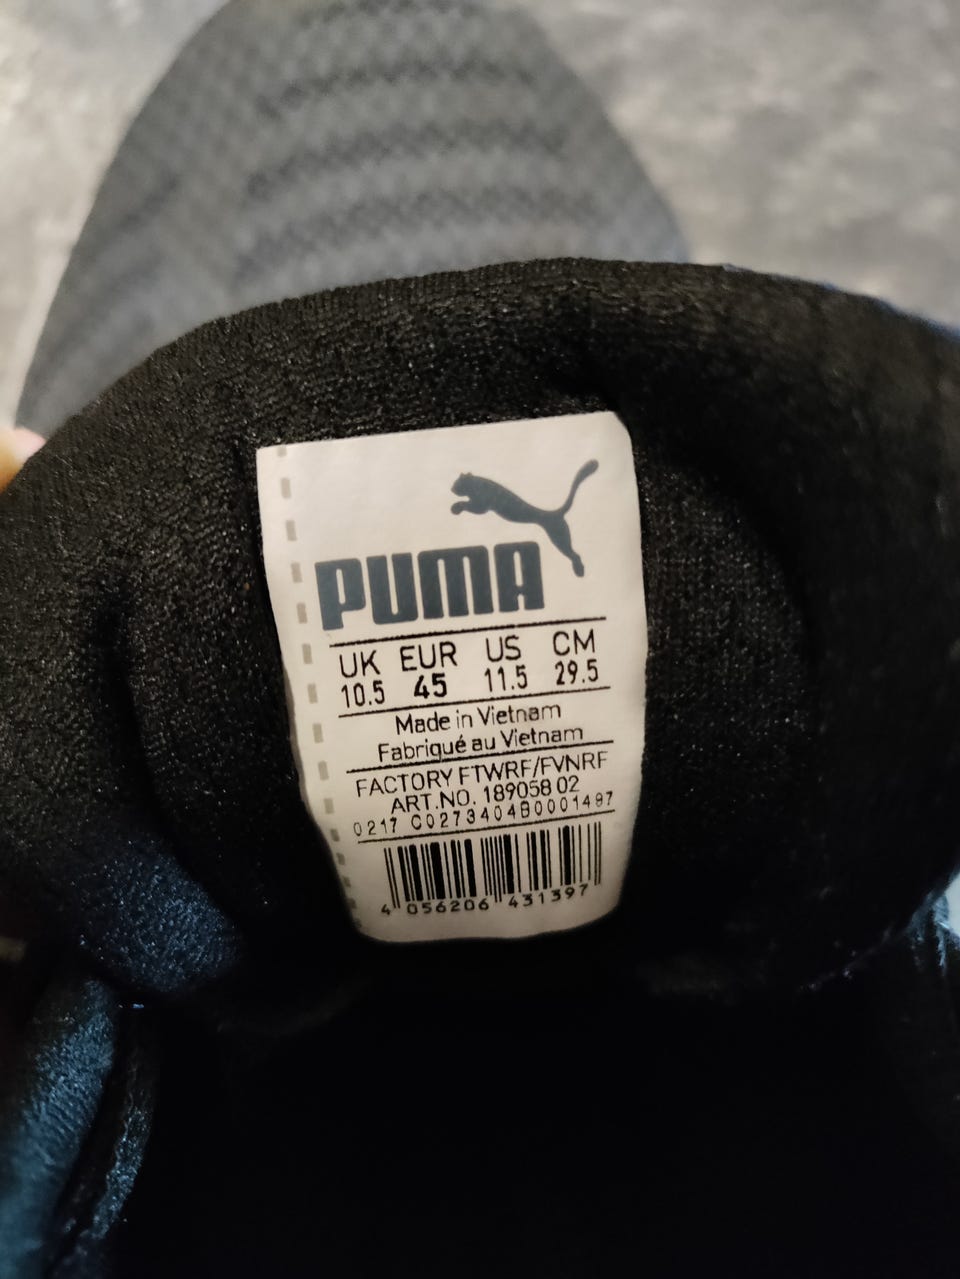 PUMA
UK EUR US CM
10.5 45 11.5 29.5
Made in Vietnam
Fabriqué au Vietnam
FACTORY FTWRF/FVNRF
ART.NO. 189058 02
0217 C0273404B0001497
4 056206 431397